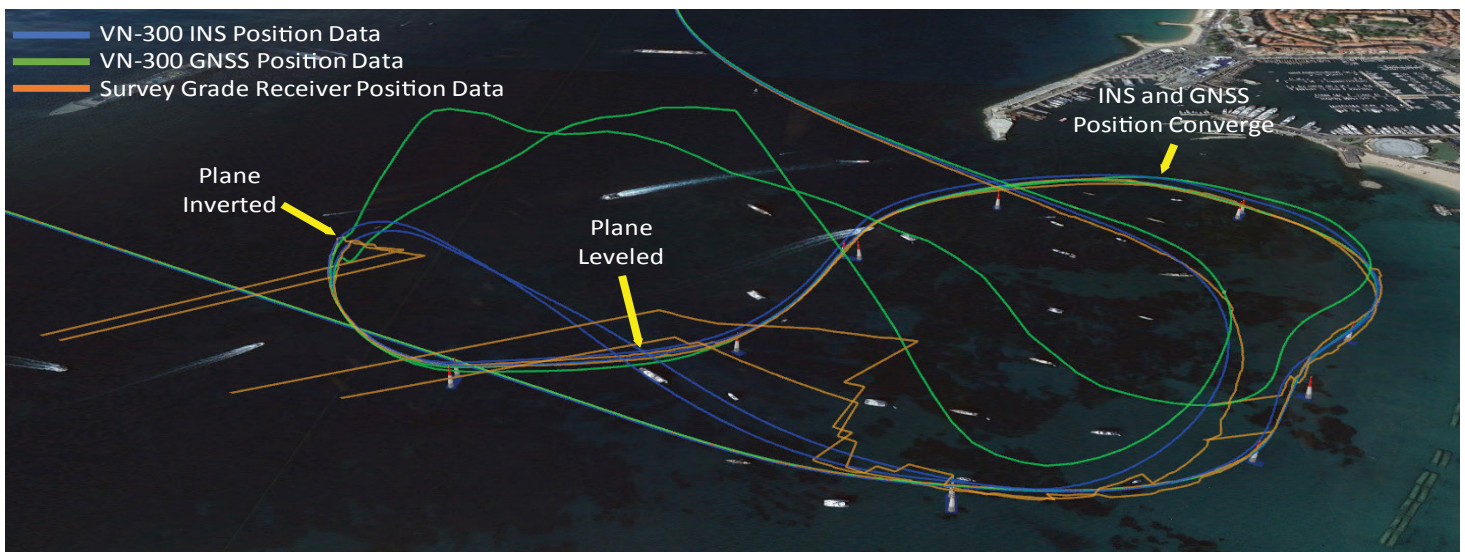 VN-300 INS Position Data
VN-300 GNSS Position Data
Survey Grade Receiver Position Data
INS and GNSS
Position Converge
Plane
Inverted
Plane
Leveled